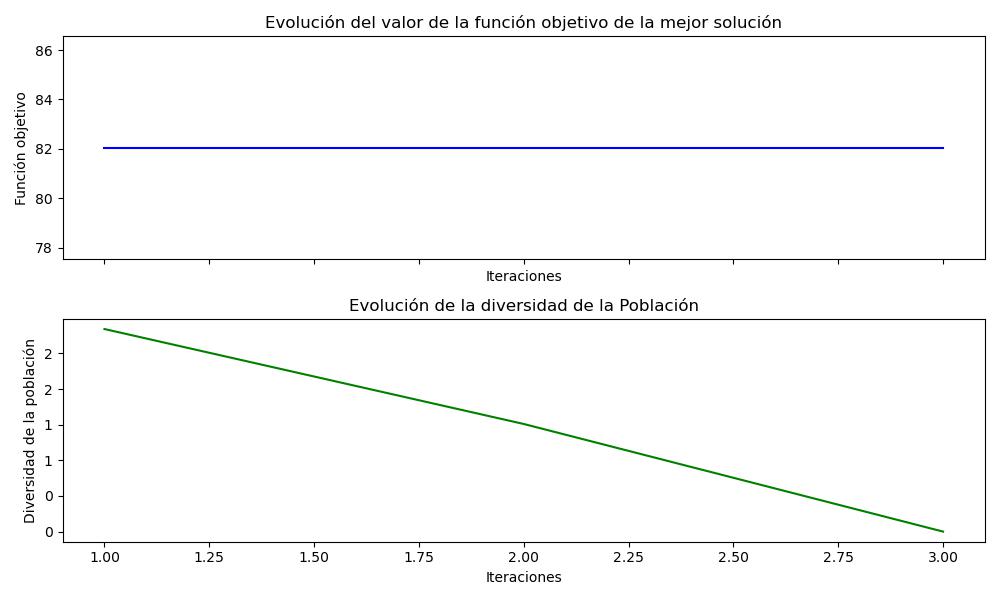 Evolución del valor de la función objetivo de la mejor solución
86
84
82
80
78
Función objetivo
Iteraciones
Evolución de la diversidad de la Población
2
2
1
1
0
0
Diversidad de la población
1.00 1.25 1.50 1.75 2.00 2.25 2.50 2.75 3.00
Iteraciones